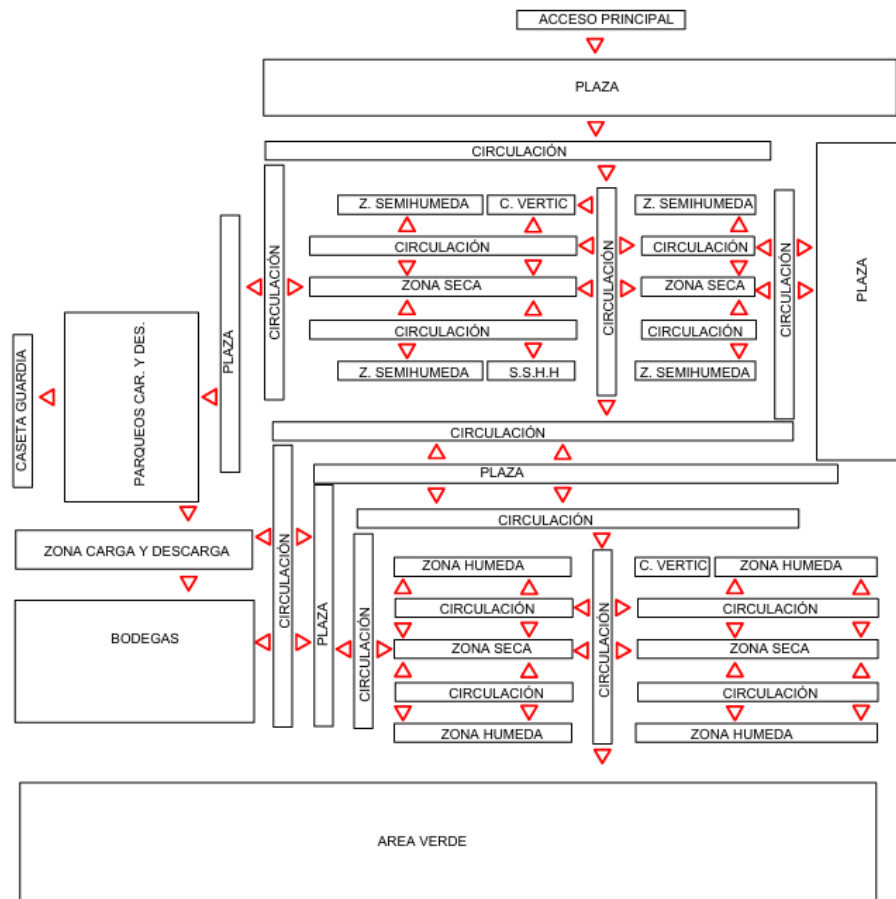 ACCESO PRINCIPAL
PLAZA
CIRCULACIÓN
Z. SEMIHUMEDA
C. VERTIC
Z. SEMIHUMEDA
CIRCULACIÓN
CIRCULACIÓN
ZONA SECA
ZONA SECA
CIRCULACIÓN
CIRCULACIÓN
Z. SEMIHUMEDA
S.S.H.H
Z. SEMIHUMEDA
CIRCULACIÓN
CIRCULACIÓN
CIRCULACIÓN
PLAZA
PLAZA
PARQUEOS CAR. Y DES.
CASETA GUARDIA
CIRCULACIÓN
PLAZA
CIRCULACIÓN
ZONA CARGA Y DESCARGA
BODEGAS
CIRCULACIÓN
PLAZA
CIRCULACIÓN
ZONA HUMEDA
C. VERTIC
ZONA HUMEDA
CIRCULACIÓN
CIRCULACIÓN
ZONA SECA
ZONA SECA
CIRCULACIÓN
CIRCULACIÓN
ZONA HUMEDA
ZONA HUMEDA
CIRCULACIÓN
AREA VERDE